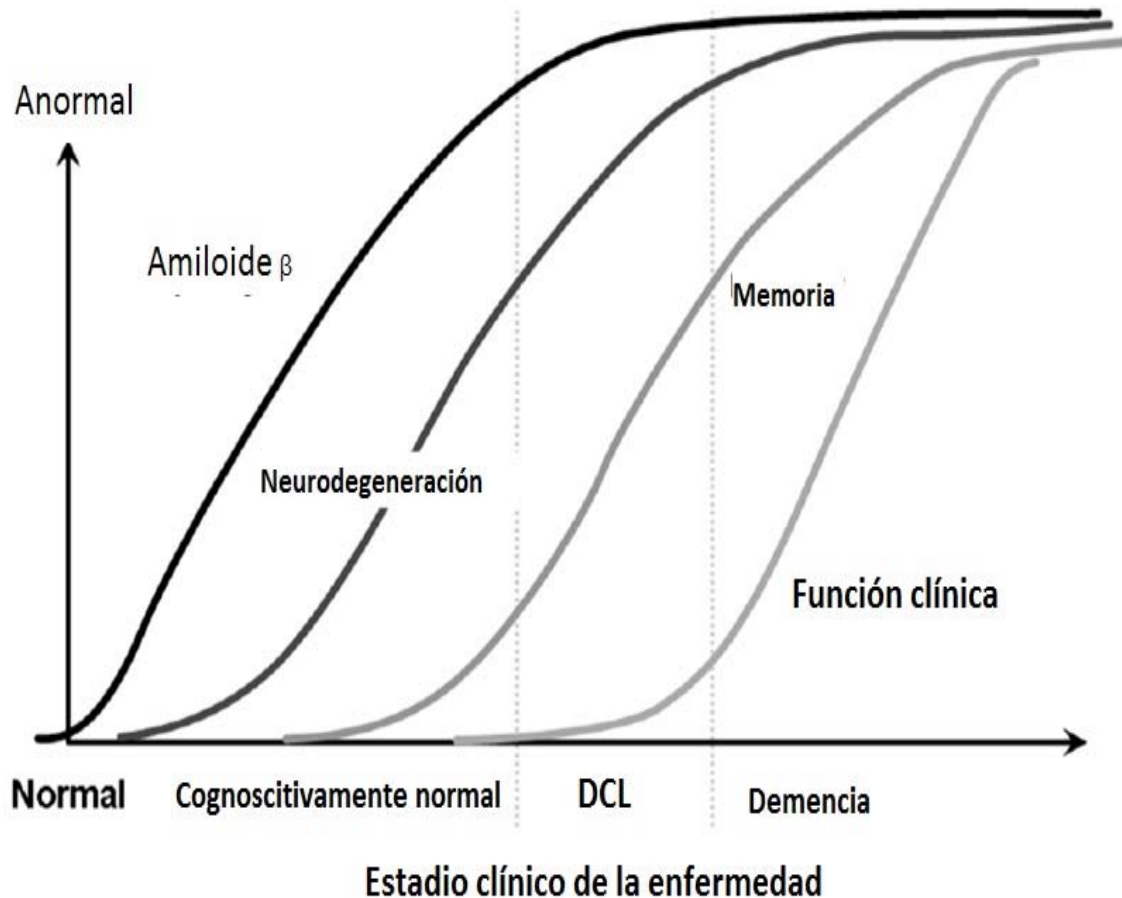 Anormal
Amiloide β
Memoria
Neurodegeneración
Función clínica
Normal
Cognoscitivamente normal
DCL
Demencia
Estadio clínico de la enfermedad